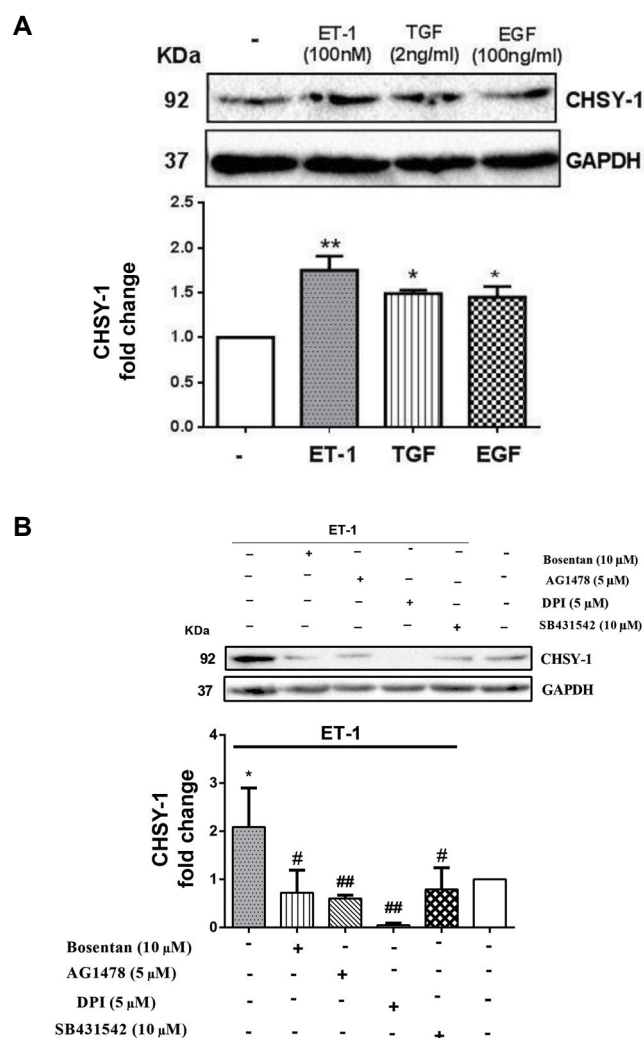 A
KDa - ET-1 TGF EGF
(100nM) (2ng/ml) (100ng/ml)
92 CHSY-1
37 GAPDH
CHSY-1
fold change
2.5
2.0
1.5
1.0
0.5
0.0
** * *
- ET-1 TGF EGF
B
ET-1
- + - - - - Bosentan (10 µM)
- - + - - - AG1478 (5 µM)
- - - + - - DPI (5 µM)
- - - - + SB431542 (10 µM)
KDa
92 CHSY-1
37 GAPDH
ET-1
CHSY-1
fold change
4
3
2
1
0
* # ## ## #
Bosentan (10 µM) - + - - - -
AG1478 (5 µM) - - + - - -
DPI (5 µM) - - - + - -
SB431542 (10 µM) - - - - + -